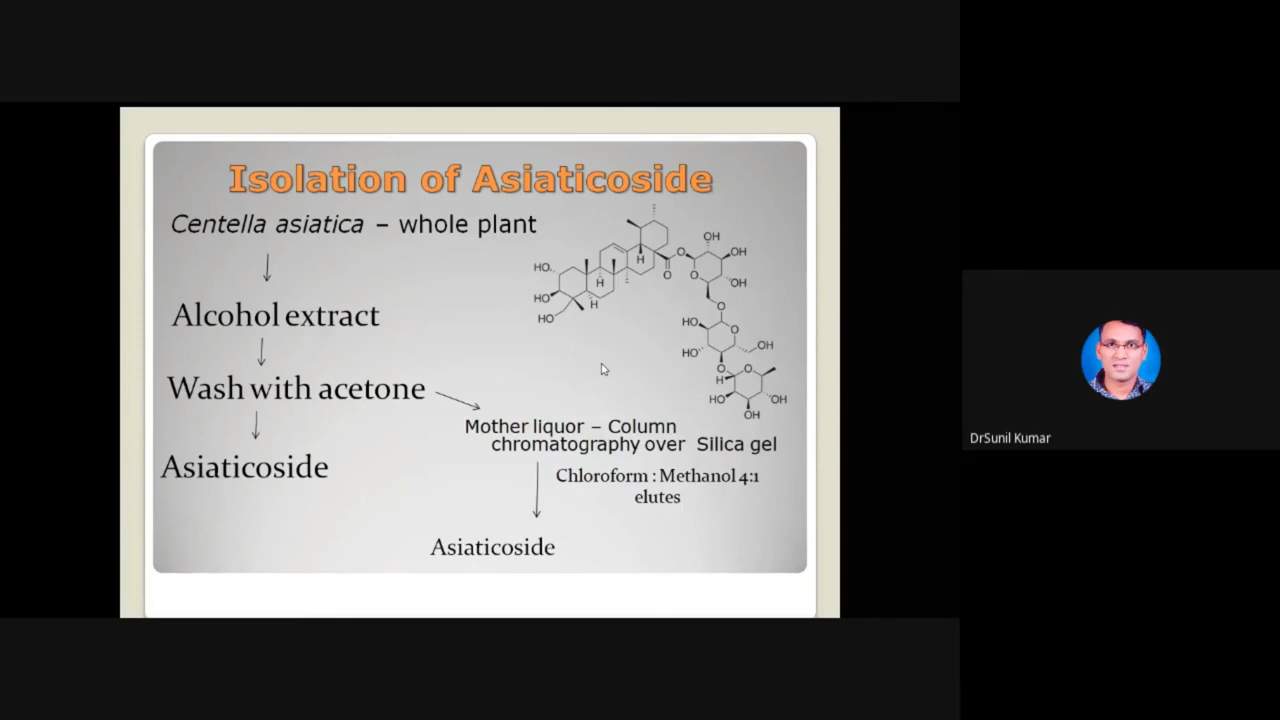 Isolation of Asiaticoside
Centella asiatica – whole plant
Alcohol extract
Wash with acetone
Asiaticoside
Mother liquor – Column
chromatography over Silica gel
Chloroform : Methanol 4:1
elutes
Asiaticoside
HO
HO
HO
H
H
H
O
O
OH
OH
OH
O
O
HO
HO
O
OH
O
H
O
HO
OH
OH
DrSunil Kumar